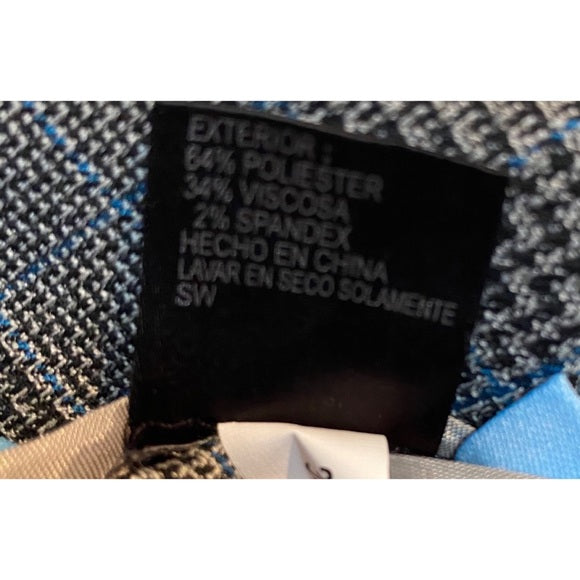 EXTERIOR :
64% POLIESTER
34% VISCOSA
2% SPANDEX
HECHO EN CHINA
LAVAR EN SECO SOLAMENTE
SW